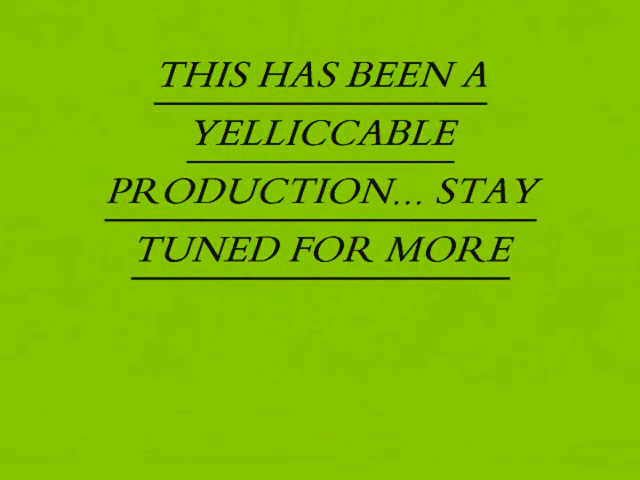 THIS HAS BEEN A
YELLICCABLE
PRODUCTION... STAY
TUNED FOR MORE